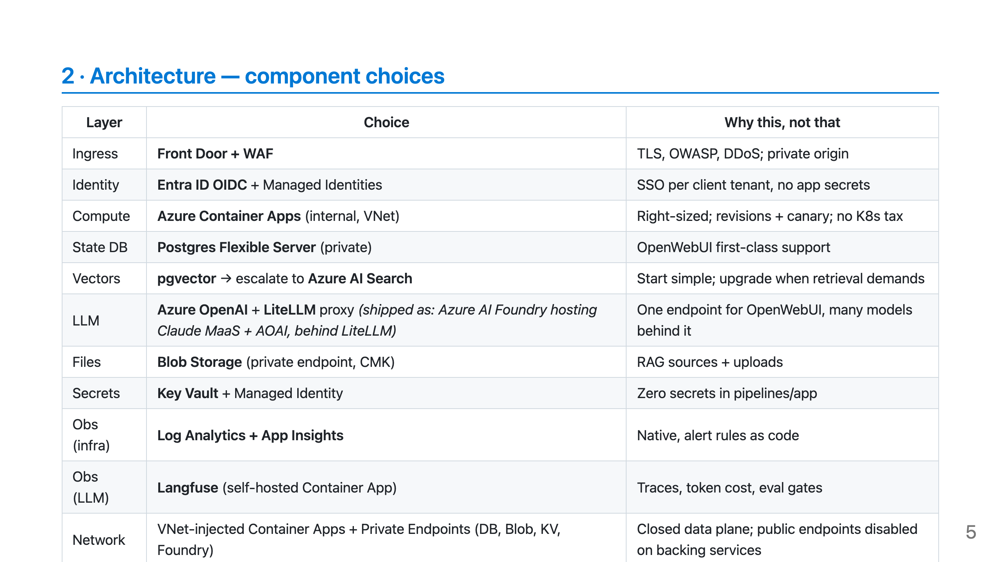 2 · Architecture — component choices
Layer Choice Why this, not that
Ingress Front Door + WAF TLS, OWASP, DDoS; private origin
Identity Entra ID OIDC + Managed Identities SSO per client tenant, no app secrets
Compute Azure Container Apps (internal, VNet) Right-sized; revisions + canary; no K8s tax
State DB Postgres Flexible Server (private) OpenWebUI first-class support
Vectors pgvector → escalate to Azure AI Search Start simple; upgrade when retrieval demands
LLM
Azure OpenAI + LiteLLM proxy (shipped as: Azure AI Foundry hosting
Claude MaaS + AOAI, behind LiteLLM)
One endpoint for OpenWebUI, many models
behind it
Files Blob Storage (private endpoint, CMK) RAG sources + uploads
Secrets Key Vault + Managed Identity Zero secrets in pipelines/app
Obs
(infra)
Log Analytics + App Insights Native, alert rules as code
Obs
(LLM)
Langfuse (self-hosted Container App) Traces, token cost, eval gates
Network
VNet-injected Container Apps + Private Endpoints (DB, Blob, KV,
Foundry)
Closed data plane; public endpoints disabled
on backing services
5